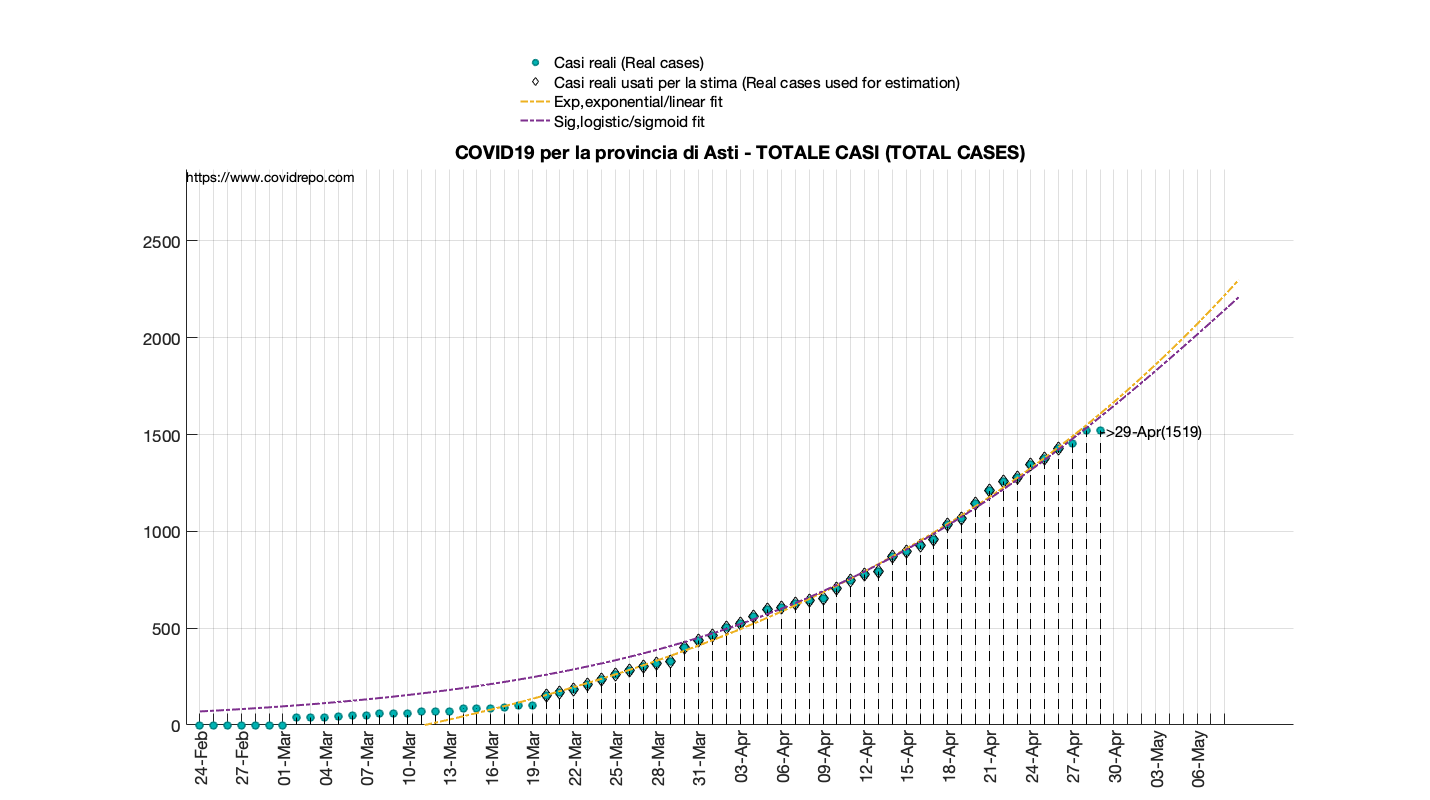 Casi reali (Real cases)
Casi reali usati per la stima (Real cases used for estimation)
Exp,exponential/linear fit
Sig,logistic/sigmoid fit
COVID19 per la provincia di Asti - TOTALE CASI (TOTAL CASES)
https://www.covidrepo.com
2500
2000
1500
1000
500
0
->29-Apr(1519)
24-Feb
27-Feb
01-Mar
04-Mar
07-Mar
10-Mar
13-Mar
16-Mar
19-Mar
22-Mar
25-Mar
28-Mar
31-Mar
03-Apr
06-Apr
09-Apr
12-Apr
15-Apr
18-Apr
21-Apr
24-Apr
27-Apr
30-Apr
03-May
06-May